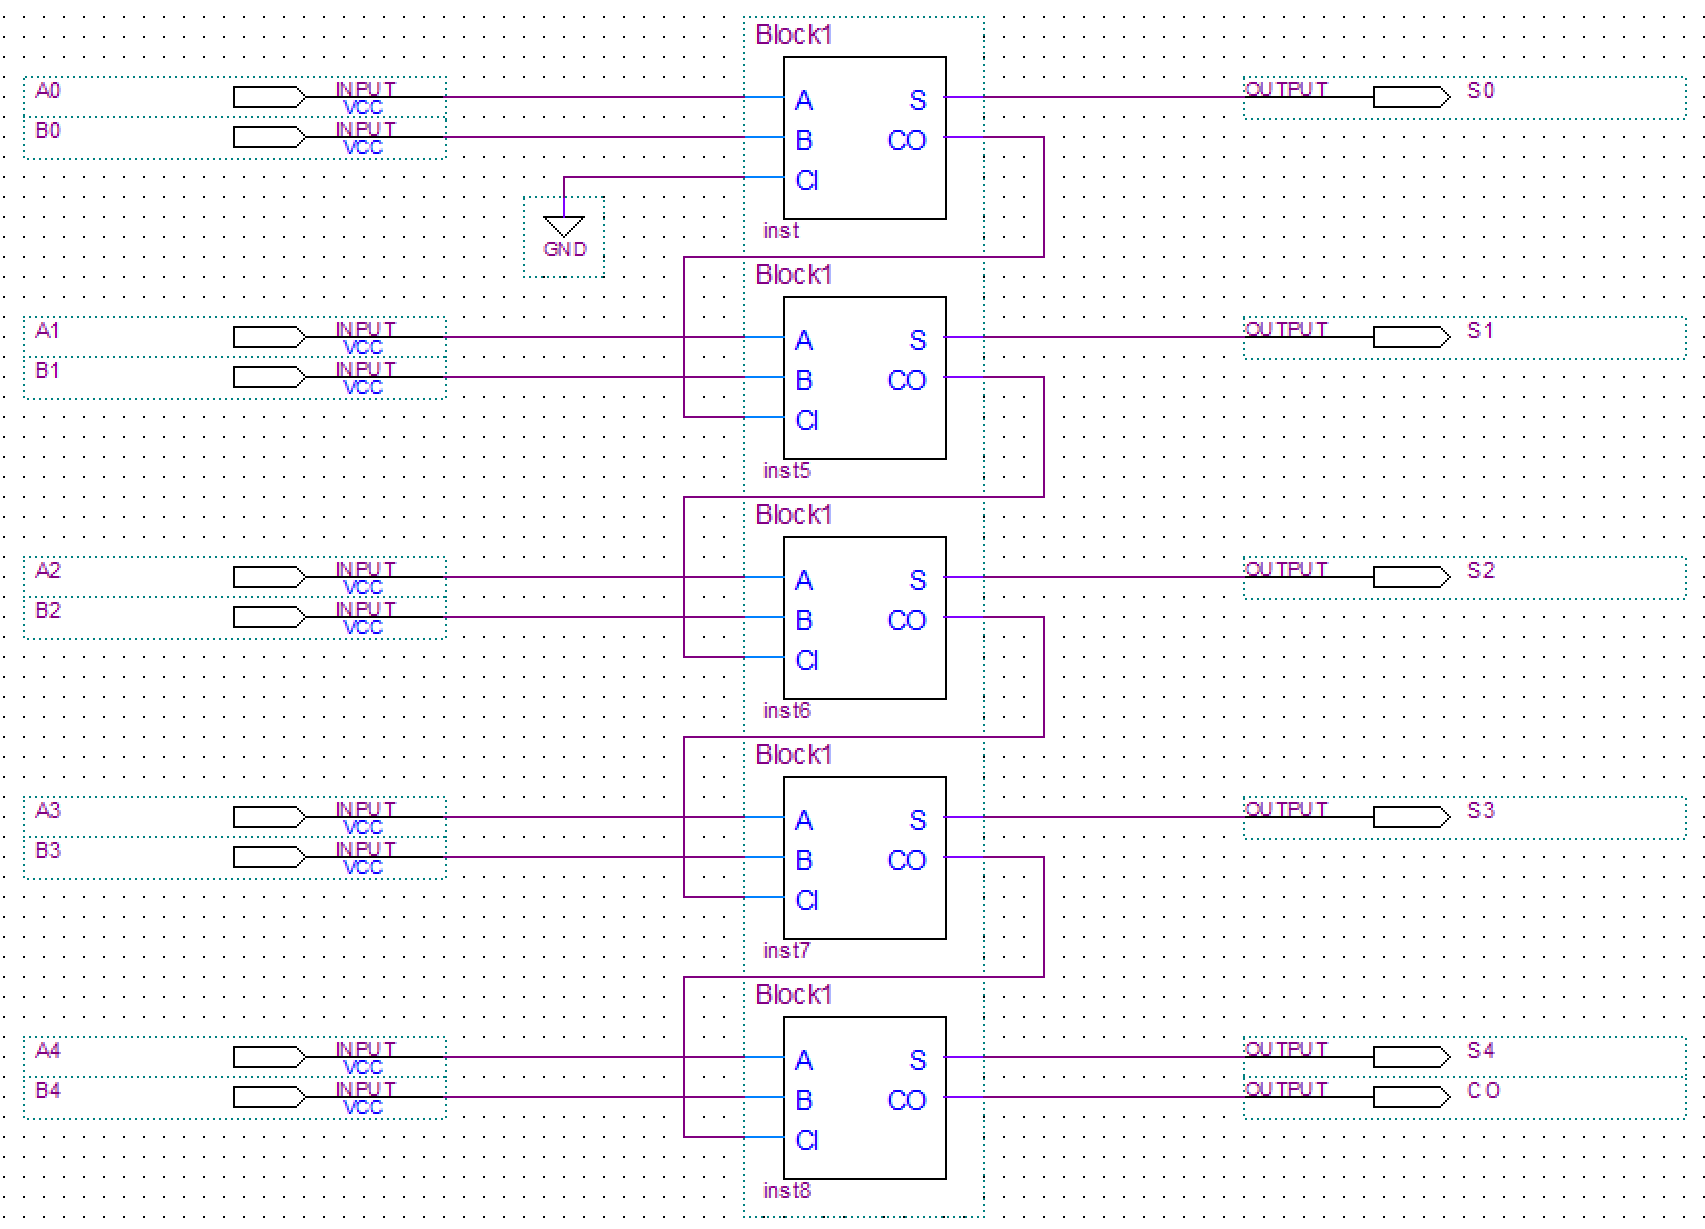 Block1
A0 INPUT VCC A S OUTPUT S0
B0 INPUT VCC B CO
CI
GND
inst
Block1
A1 INPUT VCC A S OUTPUT S1
B1 INPUT VCC B CO
CI
inst5
Block1
A2 INPUT VCC A S OUTPUT S2
B2 INPUT VCC B CO
CI
inst6
Block1
A3 INPUT VCC A S OUTPUT S3
B3 INPUT VCC B CO
CI
inst7
Block1
A4 INPUT VCC A S OUTPUT S4
B4 INPUT VCC B CO OUTPUT CO
CI
inst8